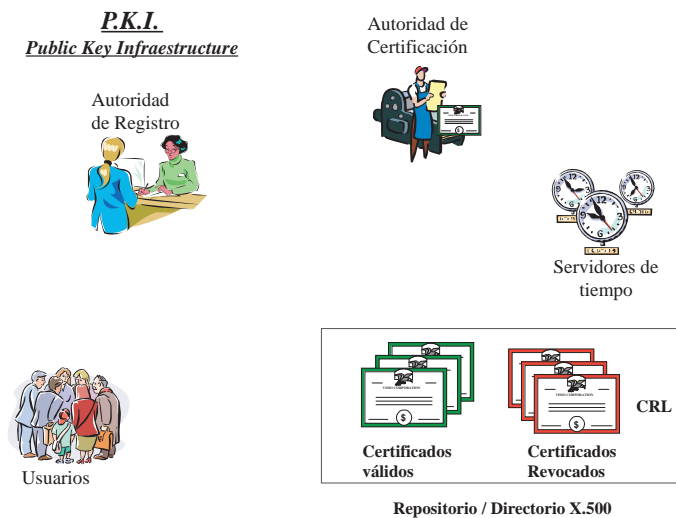 P.K.I.
Public Key Infraestructure
Autoridad de
Certificación
Autoridad
de Registro
Servidores de
tiempo
Usuarios
CRL
Certificados
válidos
Certificados
Revocados
Repositorio / Directorio X.500